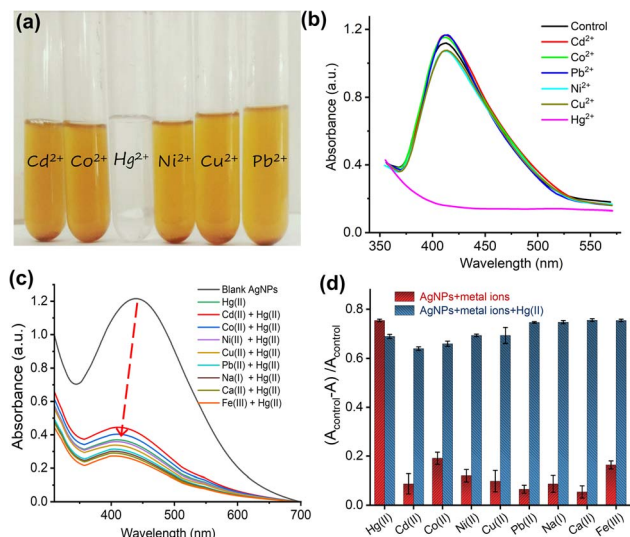 (a)
Cd²⁺ Co²⁺ Hg²⁺ Ni²⁺ Cu²⁺ Pb²⁺
(b)
Absorbance (a.u.)
1.2
0.8
0.4
0.0
350 400 450 500 550
Wavelength (nm)
Control
Cd²⁺
Co²⁺
Pb²⁺
Ni²⁺
Cu²⁺
Hg²⁺
(c)
Absorbance (a.u.)
1.2
1.0
0.8
0.6
0.4
0.2
0.0
400 500 600 700
Wavelength (nm)
Blank AgNPs
Hg(II)
Cd(II) + Hg(II)
Co(II) + Hg(II)
Ni(II) + Hg(II)
Cu(II) + Hg(II)
Pb(II) + Hg(II)
Na(I) + Hg(II)
Ca(II) + Hg(II)
Fe(III) + Hg(II)
(d)
(A control-A) /A control
0.8
0.6
0.4
0.2
0.0
AgNPs+metal ions
AgNPs+metal ions+Hg(II)
Hg(II) Cd(II) Co(II) Ni(II) Cu(II) Pb(II) Na(I) Ca(II) Fe(III)